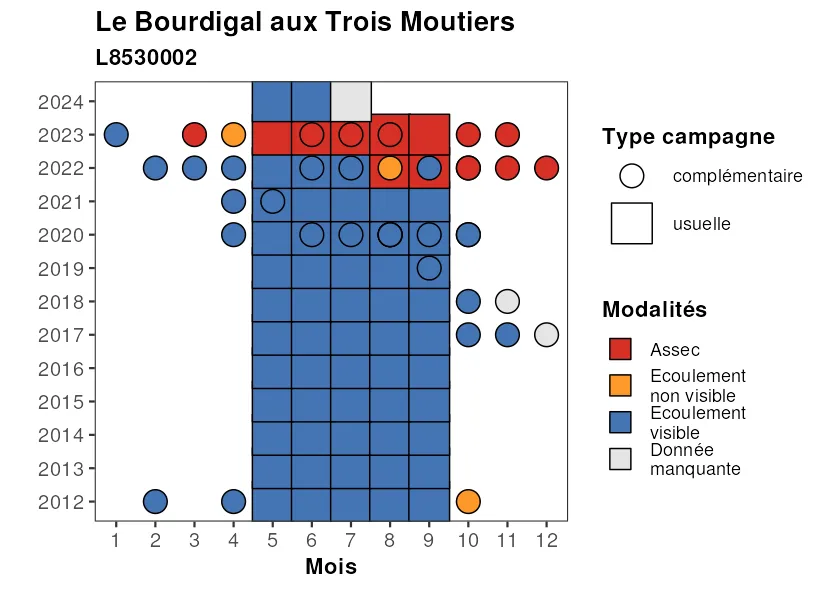 Le Bourdigal aux Trois Moutiers
L8530002
2024
2023
2022
2021
2020
2019
2018
2017
2016
2015
2014
2013
2012
1 2 3 4 5 6 7 8 9 10 11 12
Mois
Type campagne
complémentaire
usuelle
Modalités
Assec
Ecoulement
non visible
Ecoulement
visible
Donnée
manquante